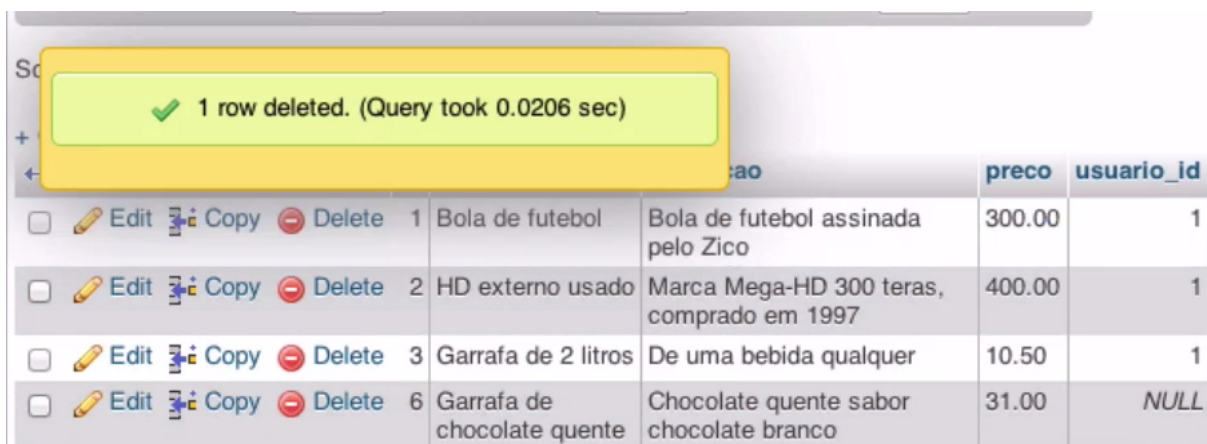 So
1 row deleted. (Query took 0.0206 sec)
+
cao preco usuario_id
Edit Copy Delete 1 Bola de futebol Bola de futebol assinada 300.00 1
pelo Zico
Edit Copy Delete 2 HD externo usado Marca Mega-HD 300 teras, 400.00 1
comprado em 1997
Edit Copy Delete 3 Garrafa de 2 litros De uma bebida qualquer 10.50 1
Edit Copy Delete 6 Garrafa de Chocolate quente sabor 31.00 NULL
chocolate quente chocolate branco